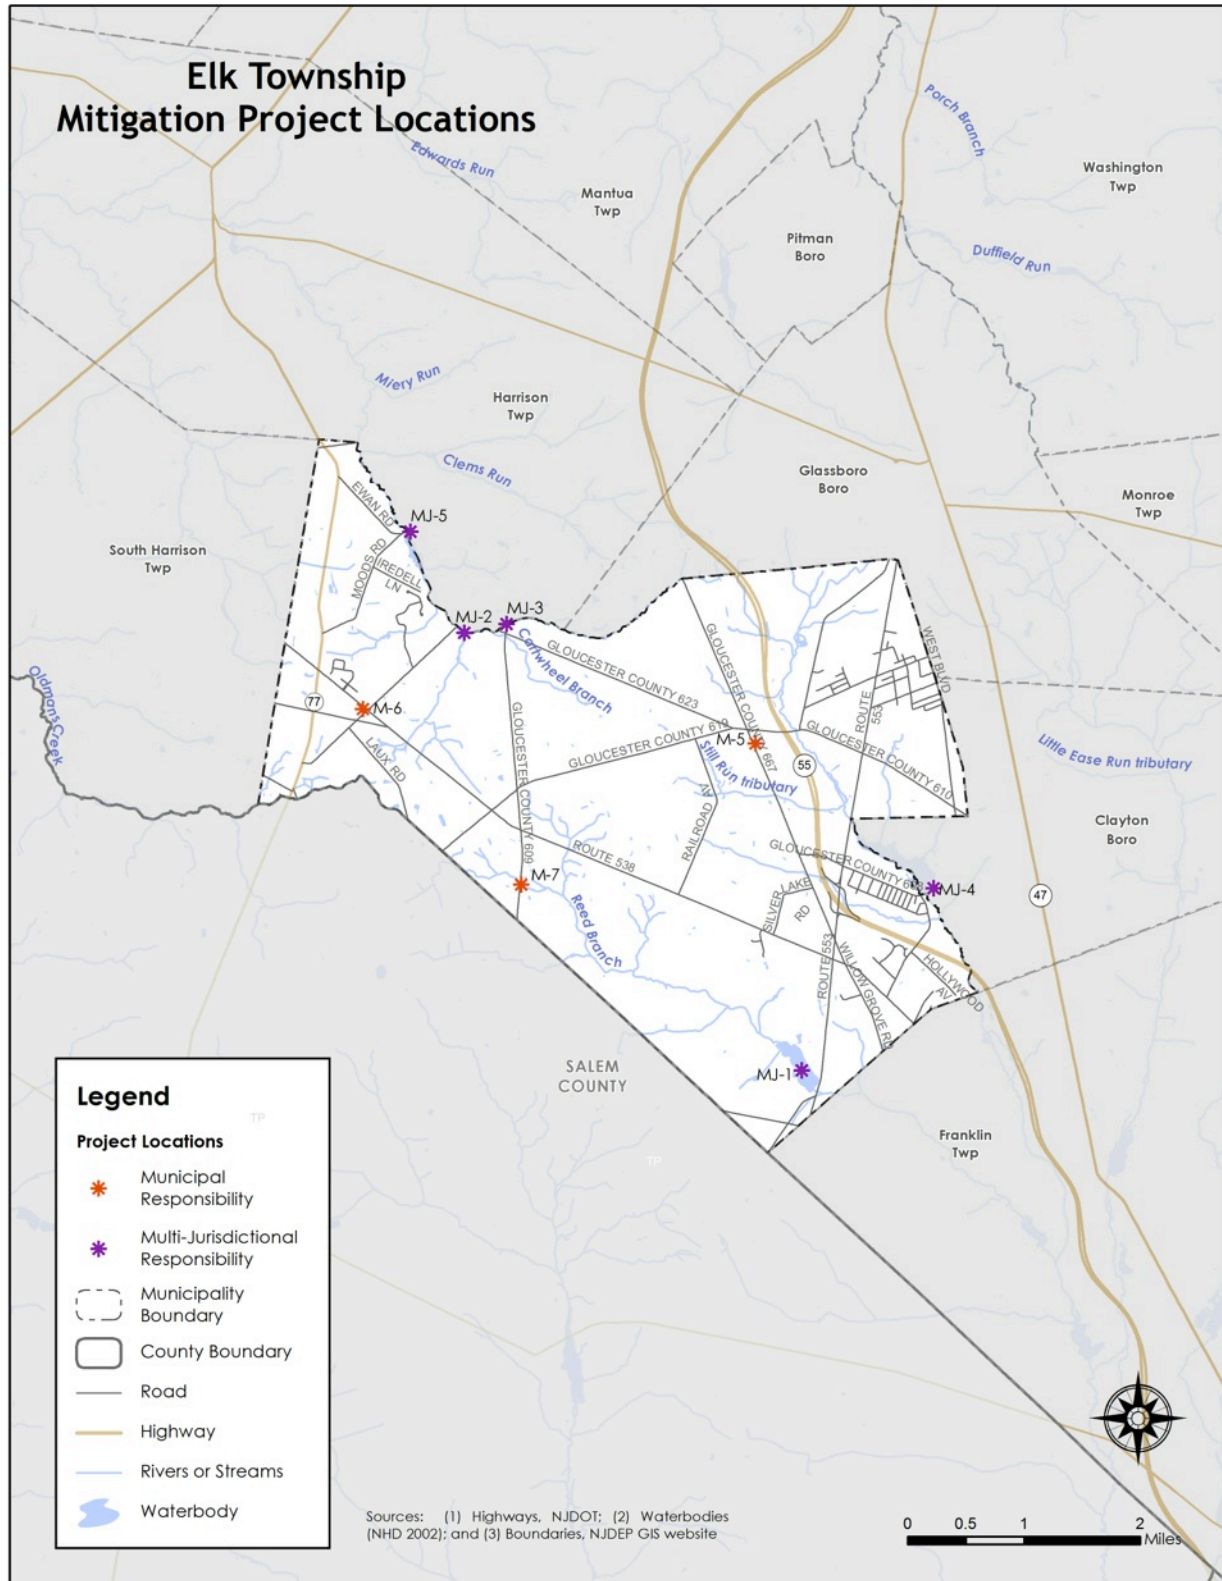 Elk Township
Mitigation Project Locations
Porch Branch
Edwards Run
Washington
Twp
Mantua
Twp
Pitman
Boro
Duffield Run
Miery Run
Harrison
Twp
Clems Run
Glassboro
Boro
Monroe
Twp
South Harrison
Twp
EWAN RD
MJ-5
MOODS RD
IREDELL
LN
MJ-2
MJ-3
Cartwheel Branch
GLOUCESTER COUNTY 623
GLOUCESTER COUNTY 667
WEST BLVD
ROUTE
553
Oldmans Creek
77
M-6
LAUX RD
GLOUCESTER COUNTY 609
GLOUCESTER COUNTY 619
M-5
Still Run tributary
55
GLOUCESTER COUNTY 610
Little Ease Run tributary
Clayton
Boro
RAILROAD AV
ROUTE 538
GLOUCESTER COUNTY 608
MJ-4
47
M-7
Reed Branch
SILVER LAKE
RD
ROUTE 553
WILLOW GROVE RD
HOLLYWOOD
AV
SALEM
COUNTY
MJ-1
Franklin
Twp
TP
TP
Legend
Project Locations
Municipal
Responsibility
Multi-Jurisdictional
Responsibility
Municipality
Boundary
County Boundary
Road
Highway
Rivers or Streams
Waterbody
Sources: (1) Highways, NJDOT; (2) Waterbodies
(NHD 2002); and (3) Boundaries, NJDEP GIS website
0 0.5 1 2
Miles